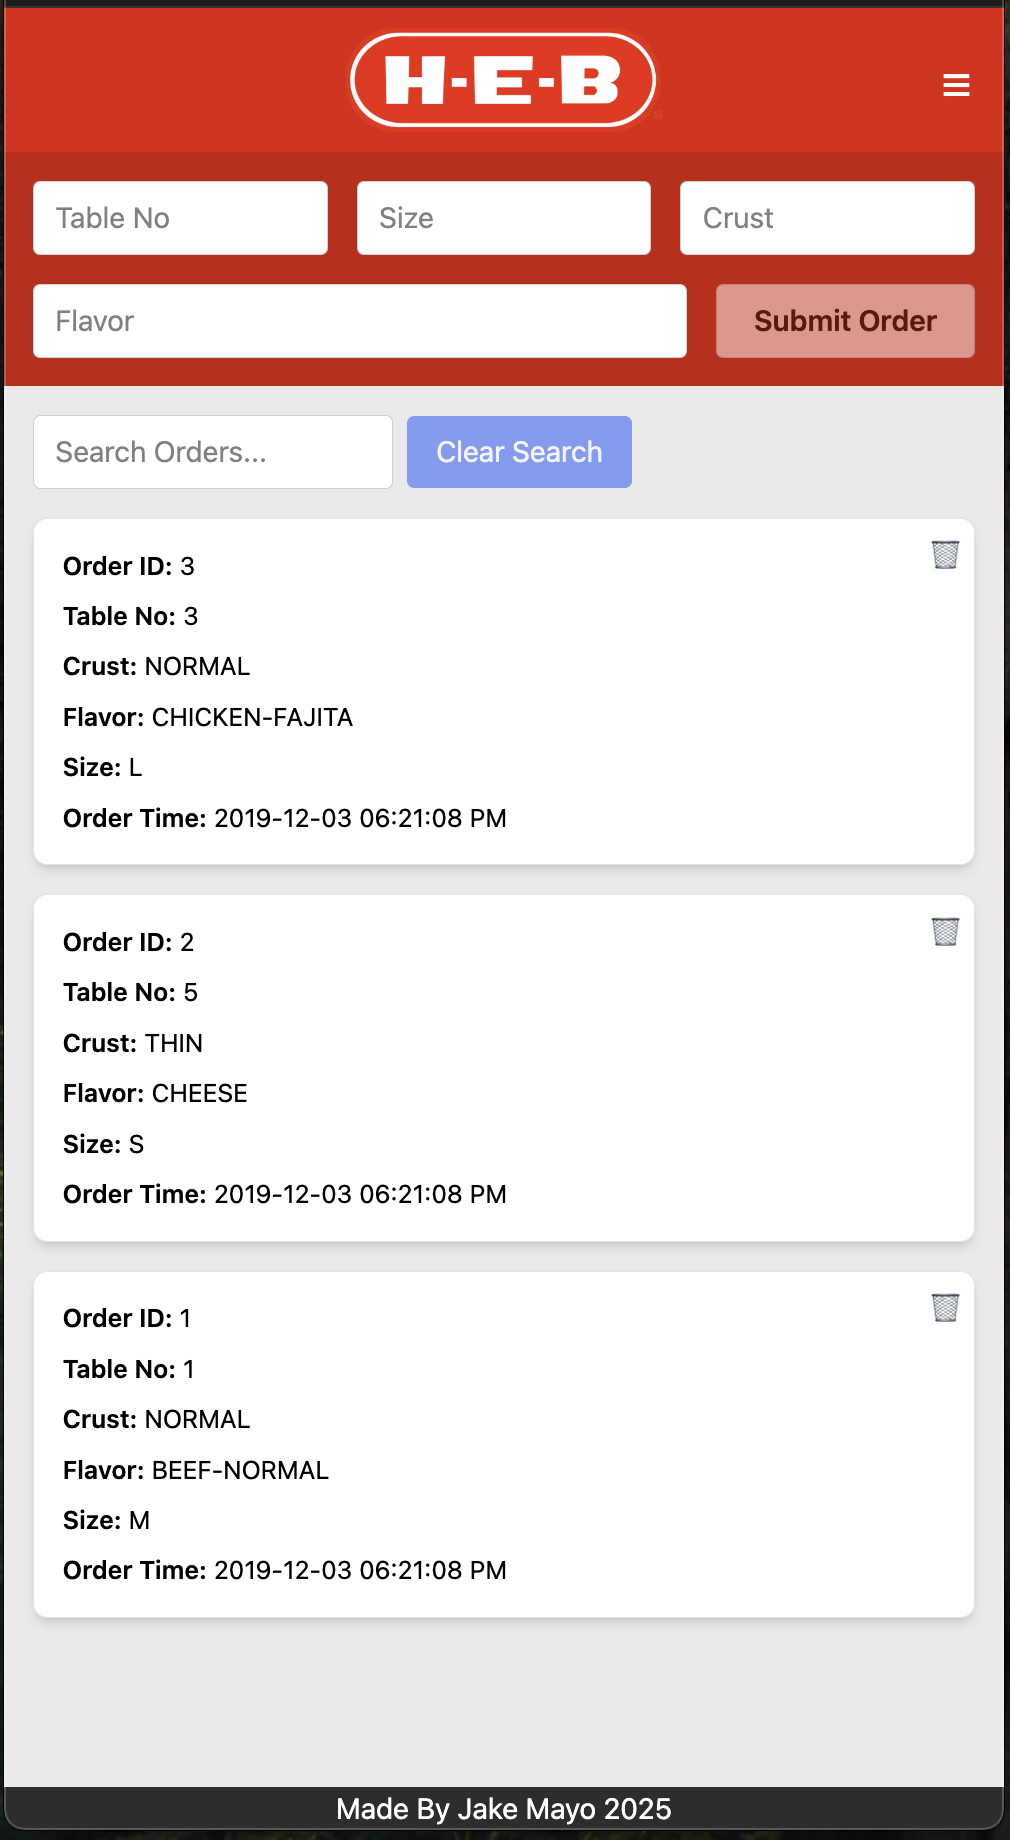 H-E-B
Table No
Size
Crust
Flavor
Submit Order
Search Orders...
Clear Search
Order ID: 3
Table No: 3
Crust: NORMAL
Flavor: CHICKEN-FAJITA
Size: L
Order Time: 2019-12-03 06:21:08 PM
Order ID: 2
Table No: 5
Crust: THIN
Flavor: CHEESE
Size: S
Order Time: 2019-12-03 06:21:08 PM
Order ID: 1
Table No: 1
Crust: NORMAL
Flavor: BEEF-NORMAL
Size: M
Order Time: 2019-12-03 06:21:08 PM
Made By Jake Mayo 2025